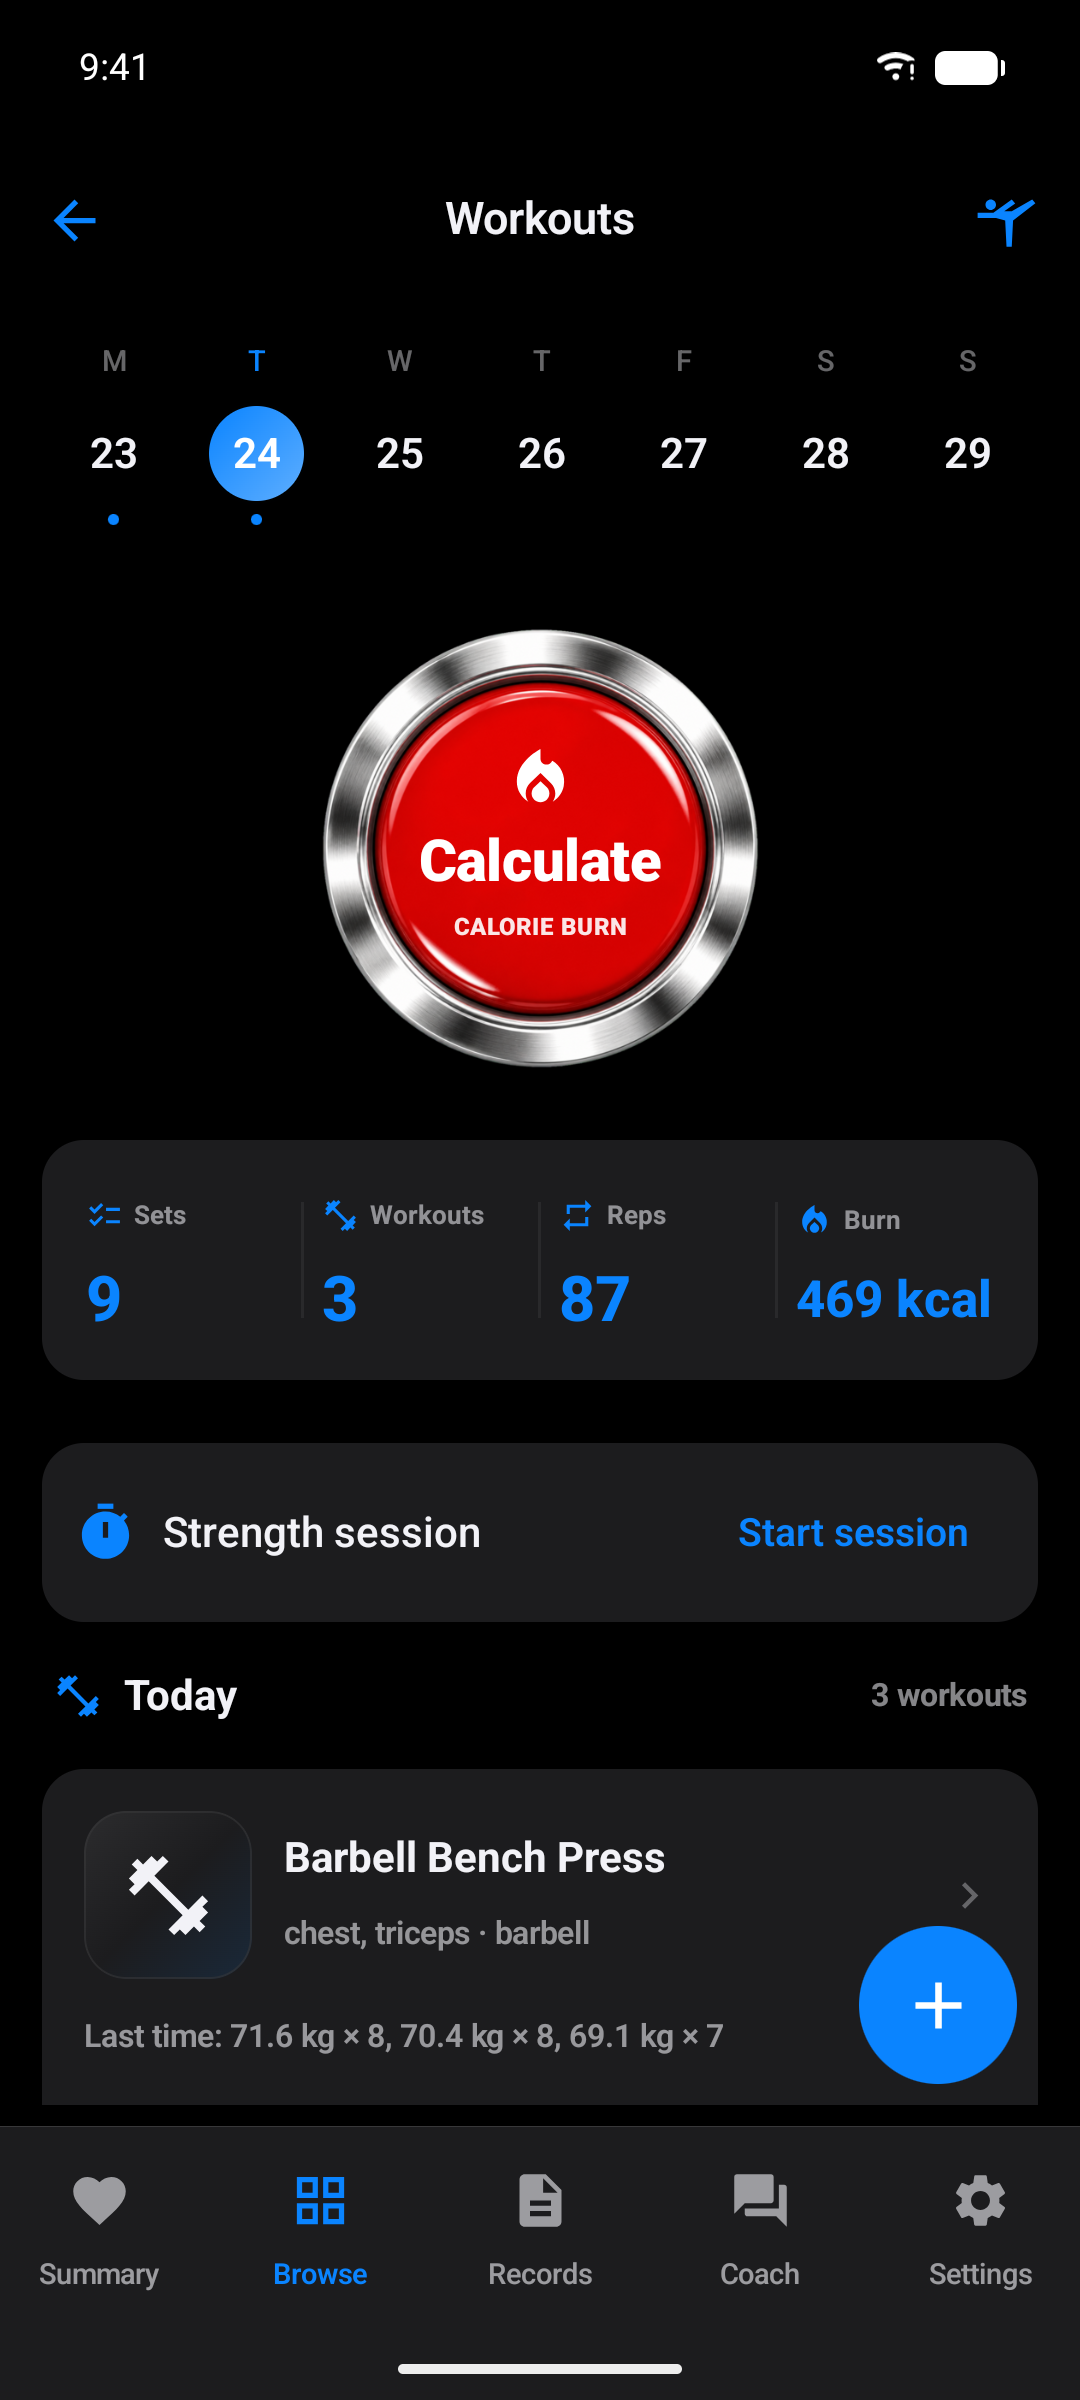 9:41
Workouts
M T W T F S S
23 24 25 26 27 28 29
Calculate
CALORIE BURN
Sets Workouts Reps Burn
9 3 87 469 kcal
Strength session Start session
Today 3 workouts
Barbell Bench Press
chest, triceps · barbell
Last time: 71.6 kg × 8, 70.4 kg × 8, 69.1 kg × 7
Summary Browse Records Coach Settings